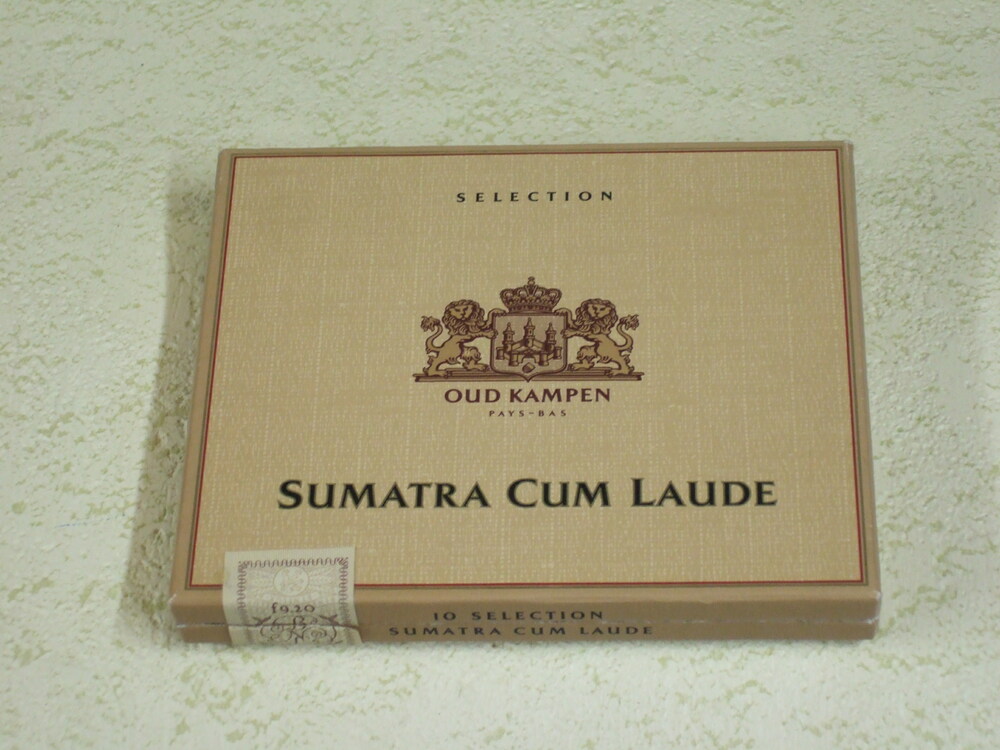 SELECTION
OUD KAMPEN
PAYS-BAS
SUMATRA CUM LAUDE
f9.20
10 SELECTION
SUMATRA CUM LAUDE